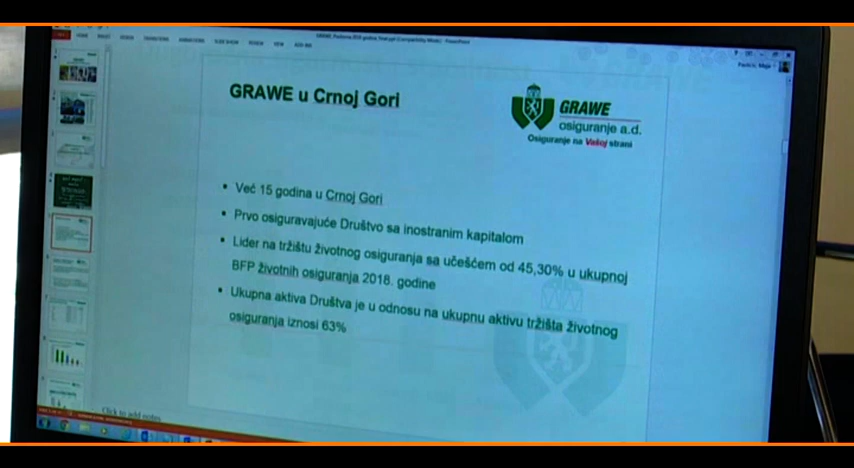 GRAWE u Crnoj Gori
GRAWE
osiguranje a.d.
Osiguranje na Vašoj strani
• Već 15 godina u Crnoj Gori
• Prvo osiguravajuće Društvo sa inostranim kapitalom
• Lider na tržištu životnog osiguranja sa učešćem od 45,30% u ukupnoj
BFP životnih osiguranja 2018. godine
• Ukupna aktiva Društva je u odnosu na ukupnu aktivu tržišta životnog
osiguranja iznosi 63%
Click to add notes